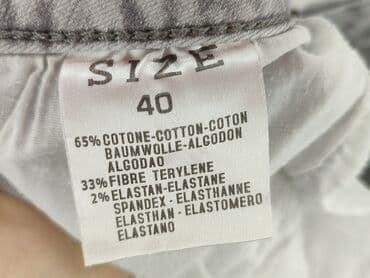 SIZE
40
65% COTONE-COTTON-COTON
BAUMWOLLE-ALGODON
ALGODAO
33% FIBRE TERYLENE
2% ELASTAN-ELASTANE
SPANDEX - ELASTHANNE
ELASTHAN - ELASTOMERO
ELASTANO